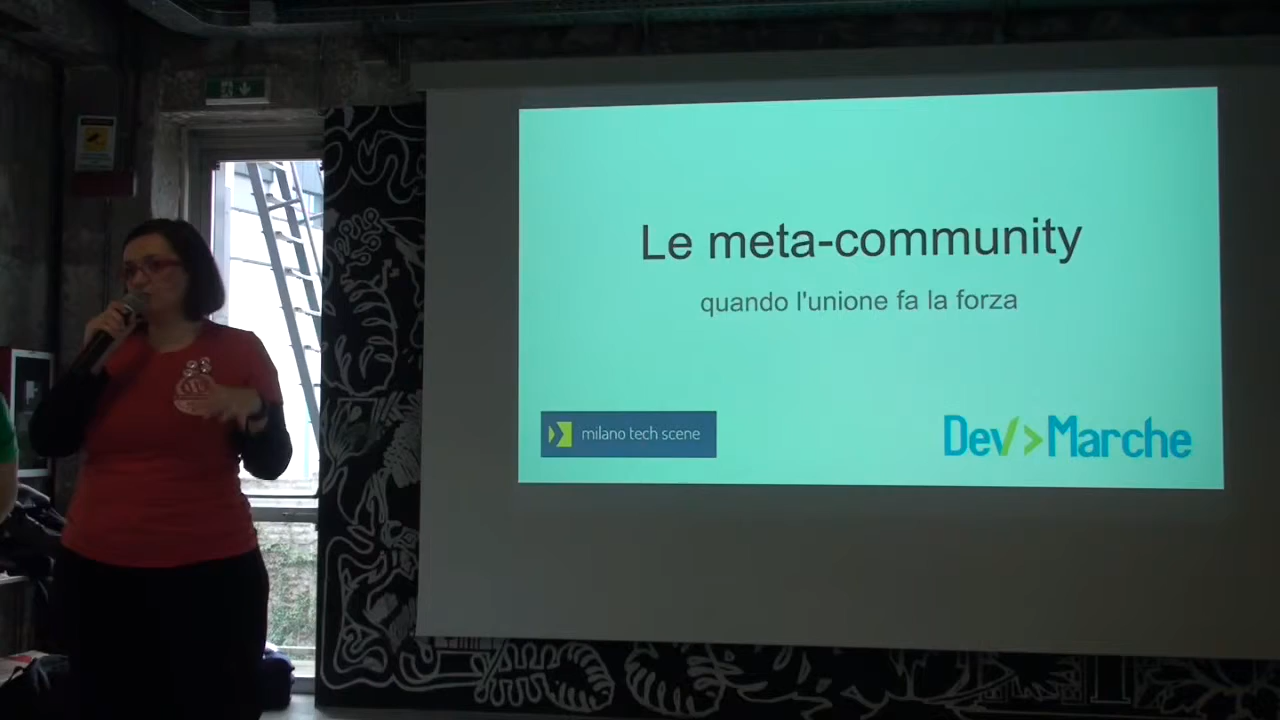 Le meta-community
quando l'unione fa la forza
milano tech scene
Dev/>Marche